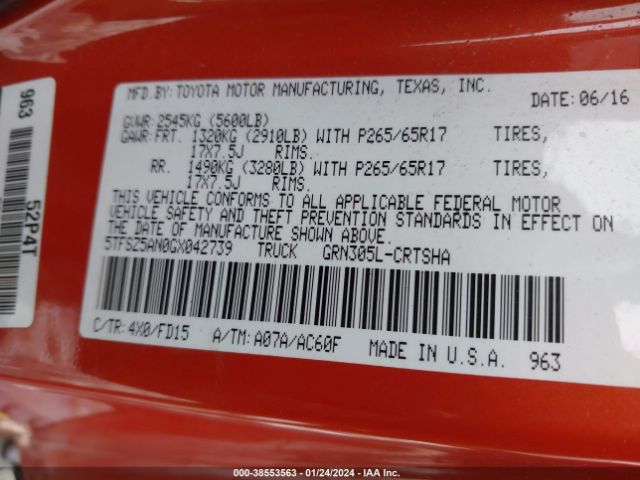 MFD.BY:TOYOTA MOTOR MANUFACTURING, TEXAS, INC.
DATE:06/16
GVWR:2545KG (5600LB)
GAWR:FRT. 1320KG (2910LB) WITH P265/65R17 TIRES,
17X7.5J RIMS.
RR. 1490KG (3280LB) WITH P265/65R17 TIRES,
17X7.5J RIMS.
THIS VEHICLE CONFORMS TO ALL APPLICABLE FEDERAL MOTOR
VEHICLE SAFETY AND THEFT PREVENTION STANDARDS IN EFFECT ON
THE DATE OF MANUFACTURE SHOWN ABOVE.
5TFSZ5AN0GX042739 TRUCK GRN305L-CRTSHA
C/TR:4X0/FD15 A/TM:A07A/AC60F MADE IN U.S.A. 963
963
52P4T
000-38553563 | 01/24/2024 | IAA Inc.